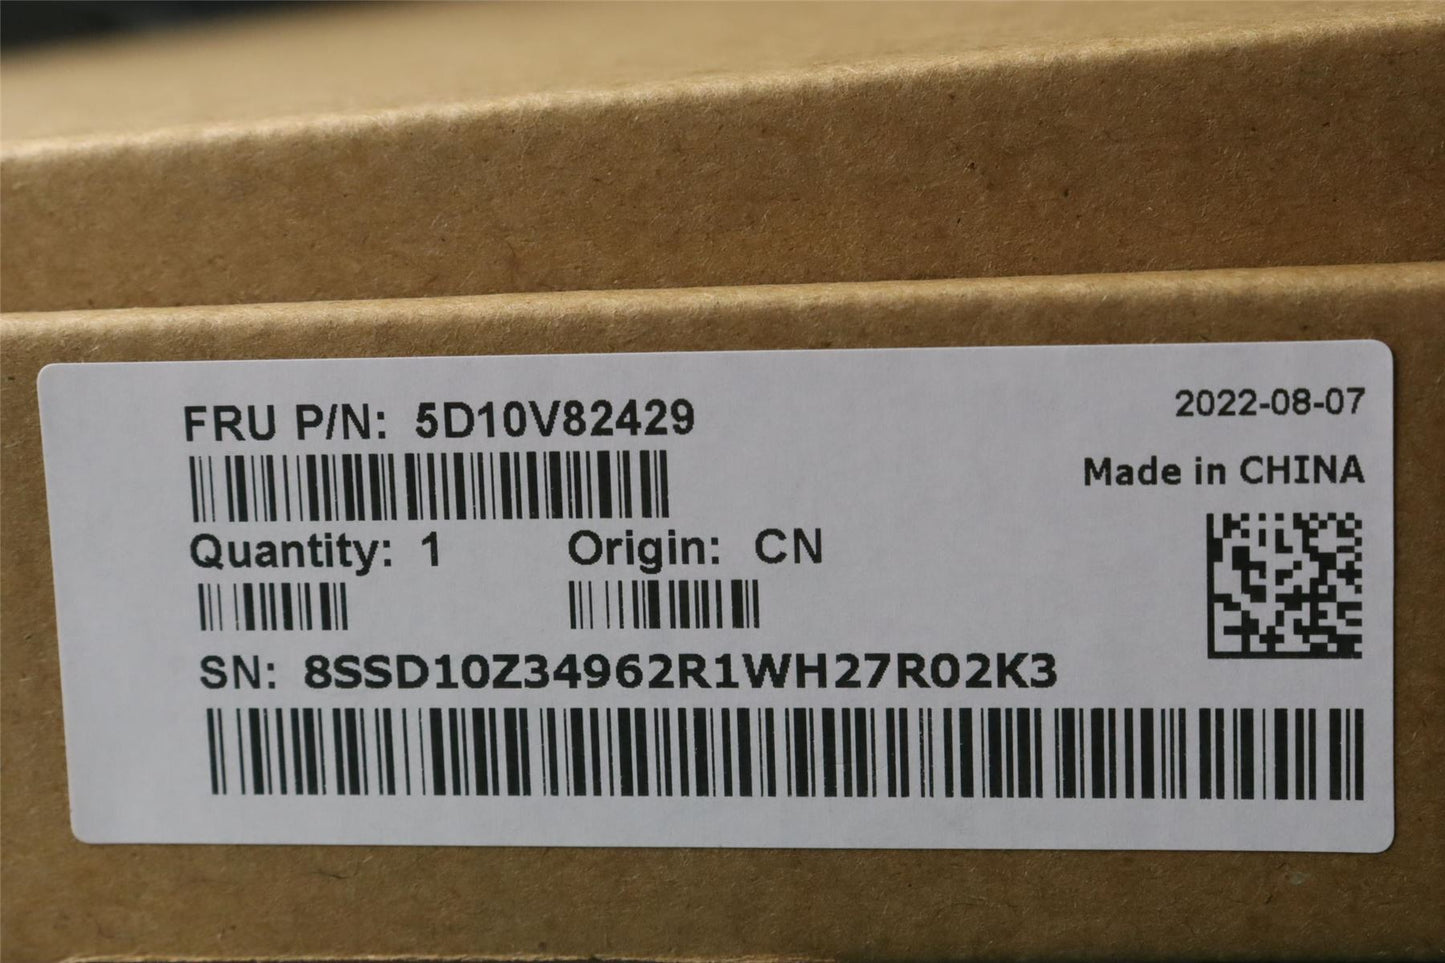 FRU P/N: 5D10V82429
2022-08-07
Made in CHINA
Quantity: 1 Origin: CN
SN: 8SSD10Z34962R1WH27R02K3